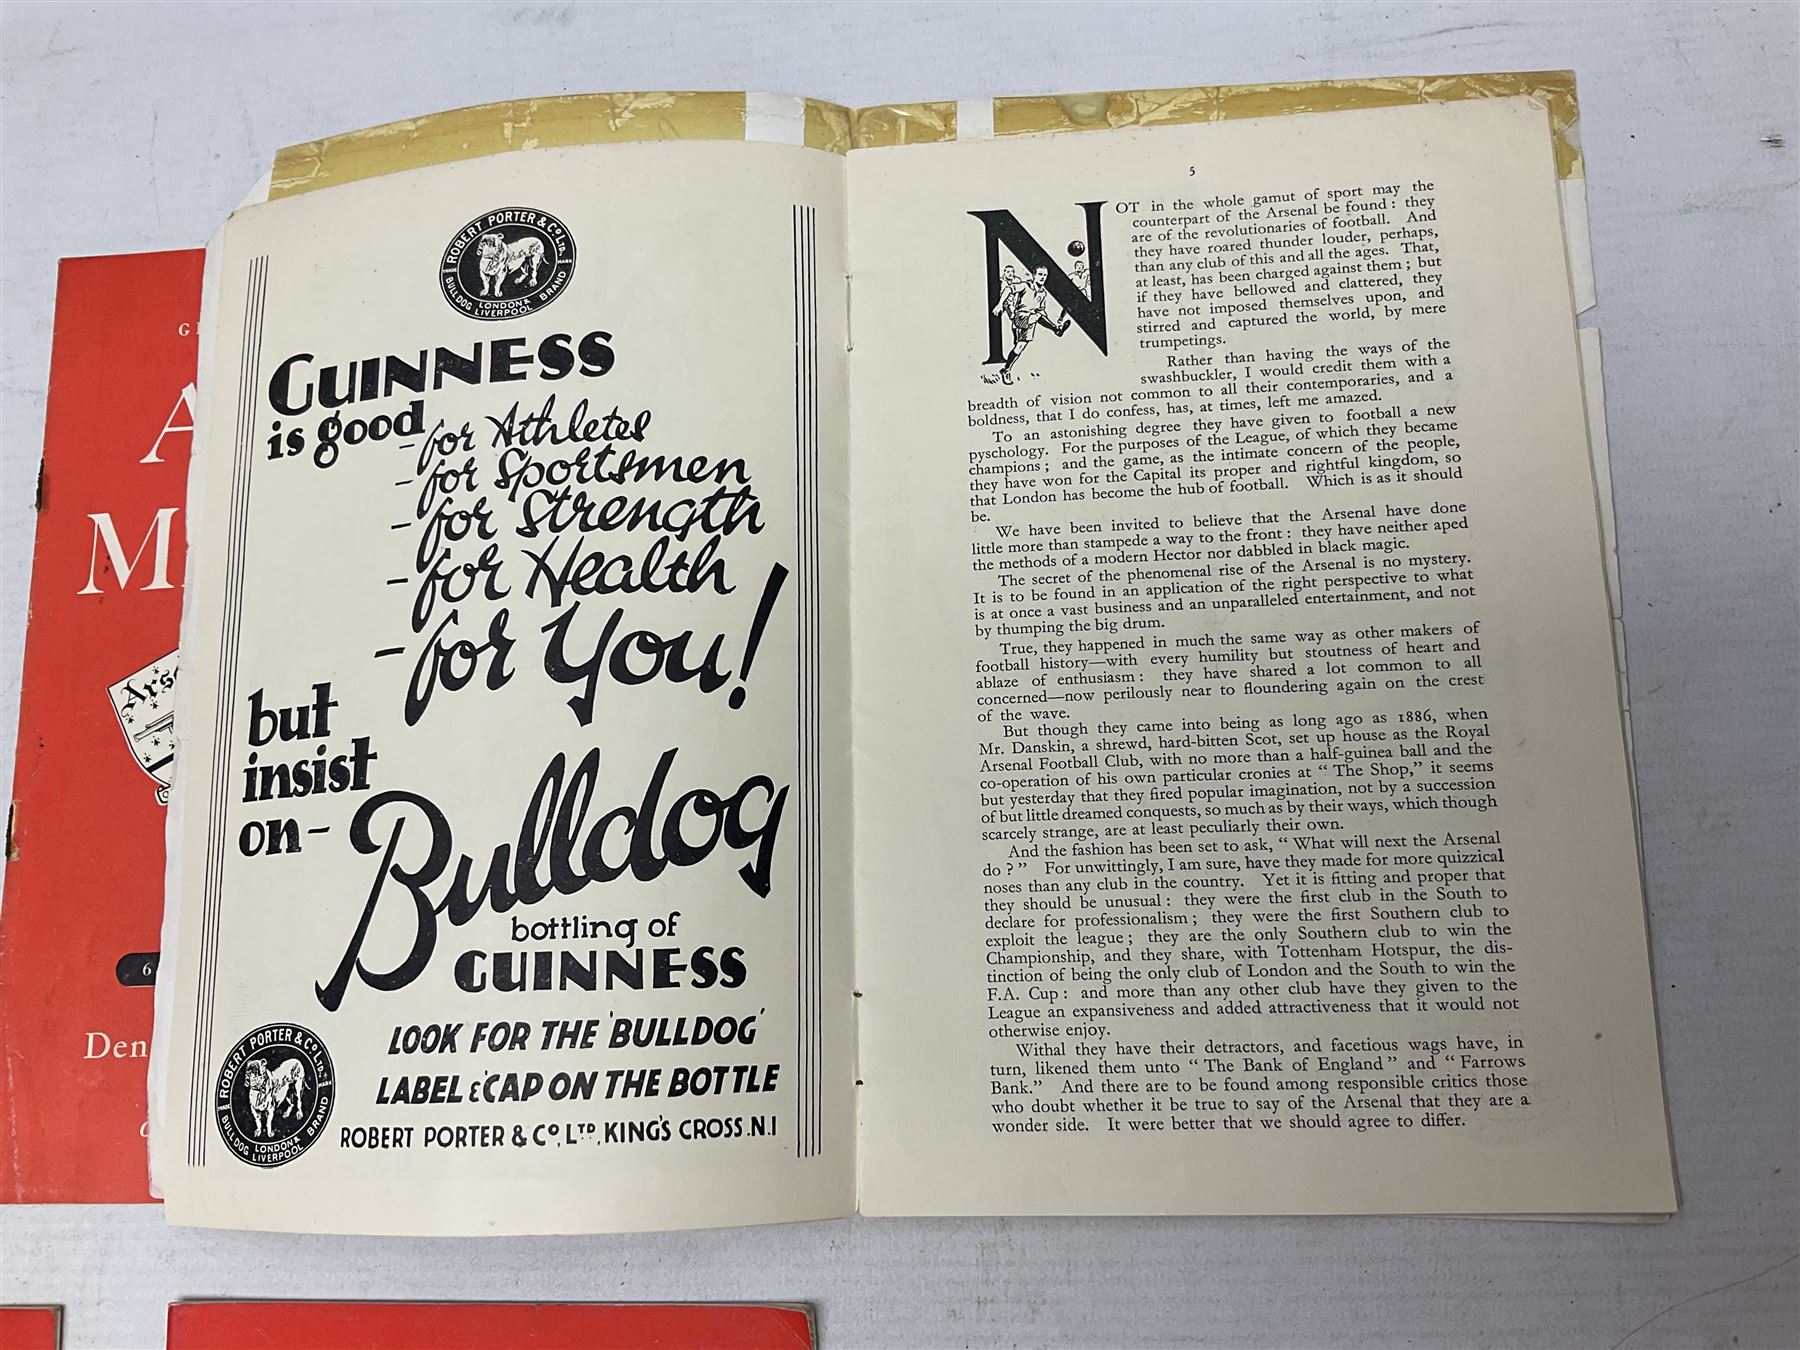 ROBERT PORTER & Co LTD.
TRADE MARK
BULLDOG BRAND
LONDON &
LIVERPOOL
GUINNESS
is good
- for Athletes
- for Sportsmen
- for Strength
- for Health
- for You!
but
insist
on -
Bulldog
bottling of
GUINNESS
LOOK FOR THE 'BULLDOG'
LABEL & CAP ON THE BOTTLE
ROBERT PORTER & Co., LTD., KING'S CROSS. N.1
ROBERT PORTER & Co LTD.
TRADE MARK
BULLDOG BRAND
LONDON &
LIVERPOOL
5
NOT in the whole gamut of sport may the
counterpart of the Arsenal be found : they
are of the revolutionaries of football. And
they have roared thunder louder, perhaps,
than any club of this and all the ages. That,
at least, has been charged against them ; but
if they have bellowed and clattered, they
have not imposed themselves upon, and
stirred and captured the world, by mere
trumpetings.
Rather than having the ways of the
swashbuckler, I would credit them with a
breadth of vision not common to all their contemporaries, and a
boldness, that I do confess, has, at times, left me amazed.
To an astonishing degree they have given to football a new
pyschology. For the purposes of the League, of which they became
champions ; and the game, as the intimate concern of the people,
they have won for the Capital its proper and rightful kingdom, so
that London has become the hub of football. Which is as it should
be.
We have been invited to believe that the Arsenal have done
little more than stampede a way to the front : they have neither aped
the methods of a modern Hector nor dabbled in black magic.
The secret of the phenomenal rise of the Arsenal is no mystery.
It is to be found in an application of the right perspective to what
is at once a vast business and an unparalleled entertainment, and not
by thumping the big drum.
True, they happened in much the same way as other makers of
football history—with every humility but stoutness of heart and
ablaze of enthusiasm : they have shared a lot common to all
concerned—now perilously near to floundering again on the crest
of the wave.
But though they came into being as long ago as 1886, when
Mr. Danskin, a shrewd, hard-bitten Scot, set up house as the Royal
Arsenal Football Club, with no more than a half-guinea ball and the
co-operation of his own particular cronies at " The Shop," it seems
but yesterday that they fired popular imagination, not by a succession
of but little dreamed conquests, so much as by their ways, which though
scarcely strange, are at least peculiarly their own.
And the fashion has been set to ask, " What will next the Arsenal
do ? " For unwittingly, I am sure, have they made for more quizzical
noses than any club in the country. Yet it is fitting and proper that
they should be unusual : they were the first club in the South to
declare for professionalism ; they were the first Southern club to
exploit the league ; they are the only Southern club to win the
Championship, and they share, with Tottenham Hotspur, the dis-
tinction of being the only club of London and the South to win the
F.A. Cup : and more than any other club have they given to the
League an expansiveness and added attractiveness that it would not
otherwise enjoy.
Withal they have their detractors, and facetious wags have, in
turn, likened them unto " The Bank of England " and " Farrows
Bank." And there are to be found among responsible critics those
who doubt whether it be true to say of the Arsenal that they are a
wonder side. It were better that we should agree to differ.
G
A
M
Arse
6
Den